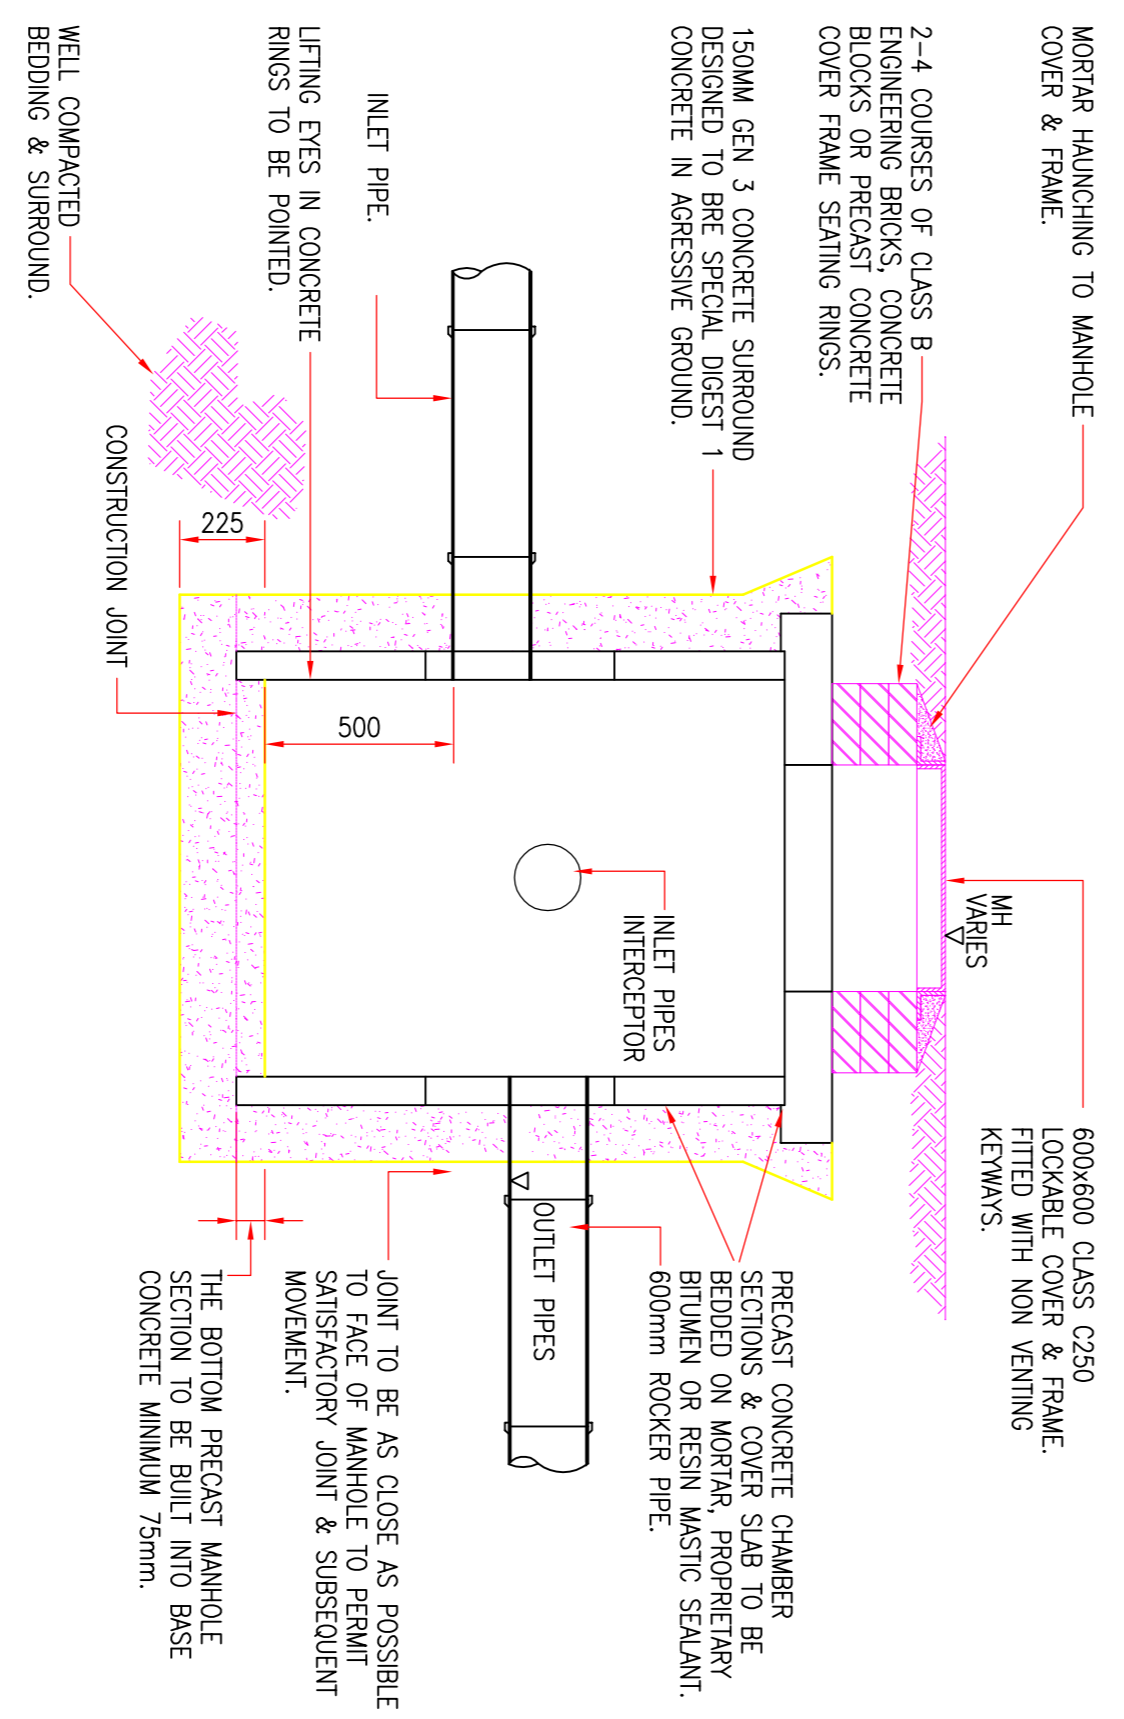 MORTAR HAUNCHING TO MANHOLE
COVER & FRAME.
2-4 COURSES OF CLASS B
ENGINEERING BRICKS, CONCRETE
BLOCKS OR PRECAST CONCRETE
COVER FRAME SEATING RINGS.
150MM GEN 3 CONCRETE SURROUND
DESIGNED TO BRE SPECIAL DIGEST 1
CONCRETE IN AGRESSIVE GROUND.
INLET PIPE.
LIFTING EYES IN CONCRETE
RINGS TO BE POINTED.
WELL COMPACTED
BEDDING & SURROUND.
CONSTRUCTION JOINT
225
500
MH
VARIES
INLET PIPES
INTERCEPTOR
600x600 CLASS C250
LOCKABLE COVER & FRAME.
FITTED WITH NON VENTING
KEYWAYS.
PRECAST CONCRETE CHAMBER
SECTIONS & COVER SLAB TO BE
BEDDED ON MORTAR, PROPRIETARY
BITUMEN OR RESIN MASTIC SEALANT.
600mm ROCKER PIPE.
OUTLET PIPES
JOINT TO BE AS CLOSE AS POSSIBLE
TO FACE OF MANHOLE TO PERMIT
SATISFACTORY JOINT & SUBSEQUENT
MOVEMENT.
THE BOTTOM PRECAST MANHOLE
SECTION TO BE BUILT INTO BASE
CONCRETE MINIMUM 75mm.